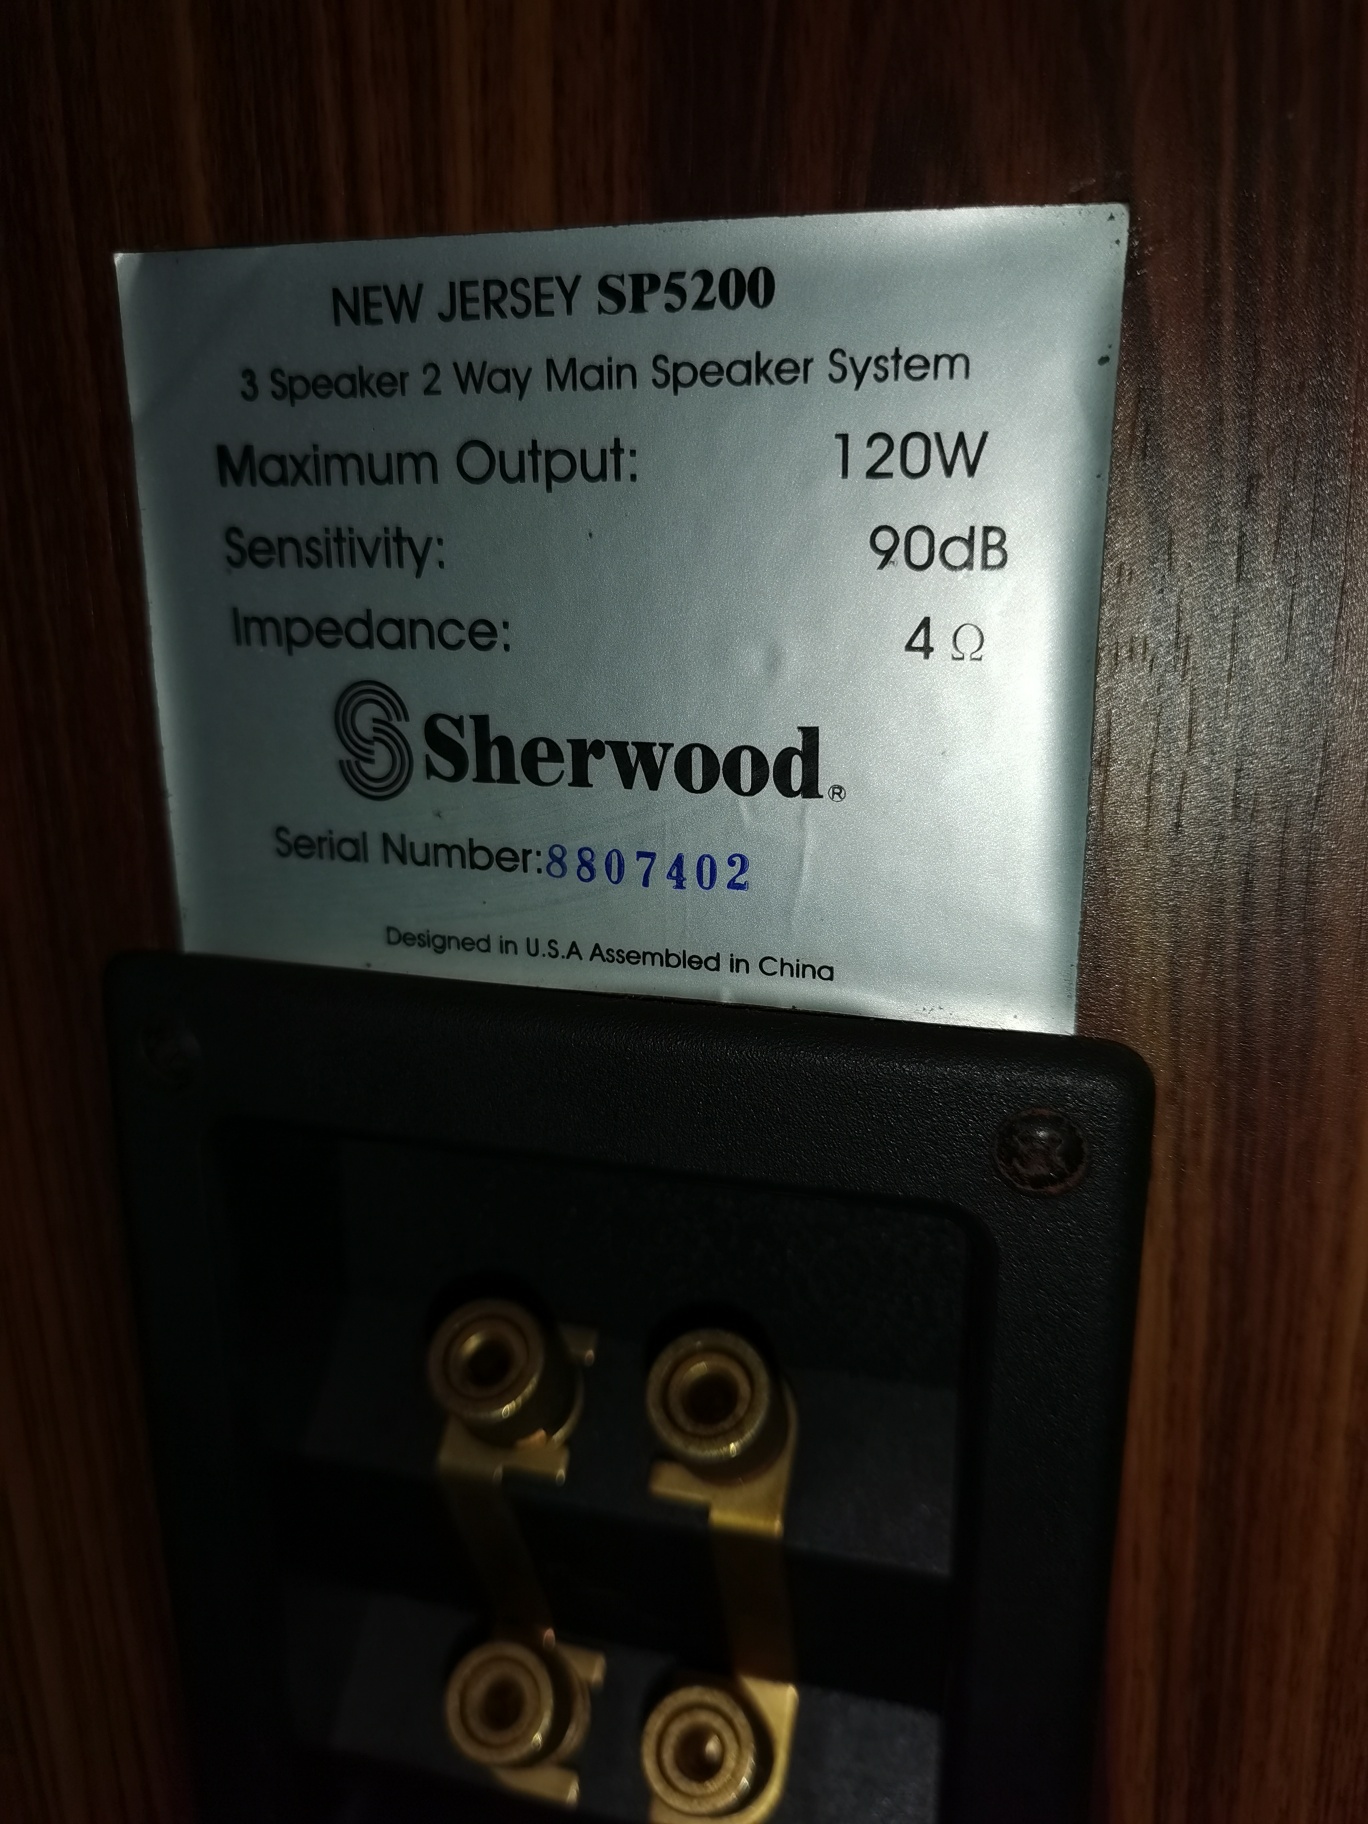 NEW JERSEY SP5200
3 Speaker 2 Way Main Speaker System
Maximum Output: 120W
Sensitivity: 90dB
Impedance: 4 Ω
Sherwood®
Serial Number:8807402
Designed in U.S.A Assembled in China